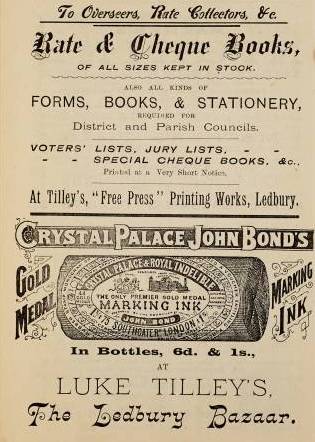 To Overseers, Rate Collectors, &c.
Rate & Cheque Books,
OF ALL SIZES KEPT IN STOCK.
ALSO ALL KINDS OF
FORMS, BOOKS, & STATIONERY,
REQUIRED FOR
District and Parish Councils.
VOTERS' LISTS, JURY LISTS, - -
- - SPECIAL CHEQUE BOOKS, &c.,
Printed at a Very Short Notice.
At Tilley's, "Free Press" Printing Works, Ledbury.
CRYSTAL PALACE JOHN BOND'S
GOLD MEDAL
CRYSTAL PALACE & ROYAL INDELIBLE
THE ONLY PREMIER GOLD MEDAL
MARKING INK
JOHN BOND
75 SOUTHGATE RD LONDON
MARKING INK
In Bottles, 6d. & 1s.,
AT
LUKE TILLEY'S,
The Ledbury Bazaar.